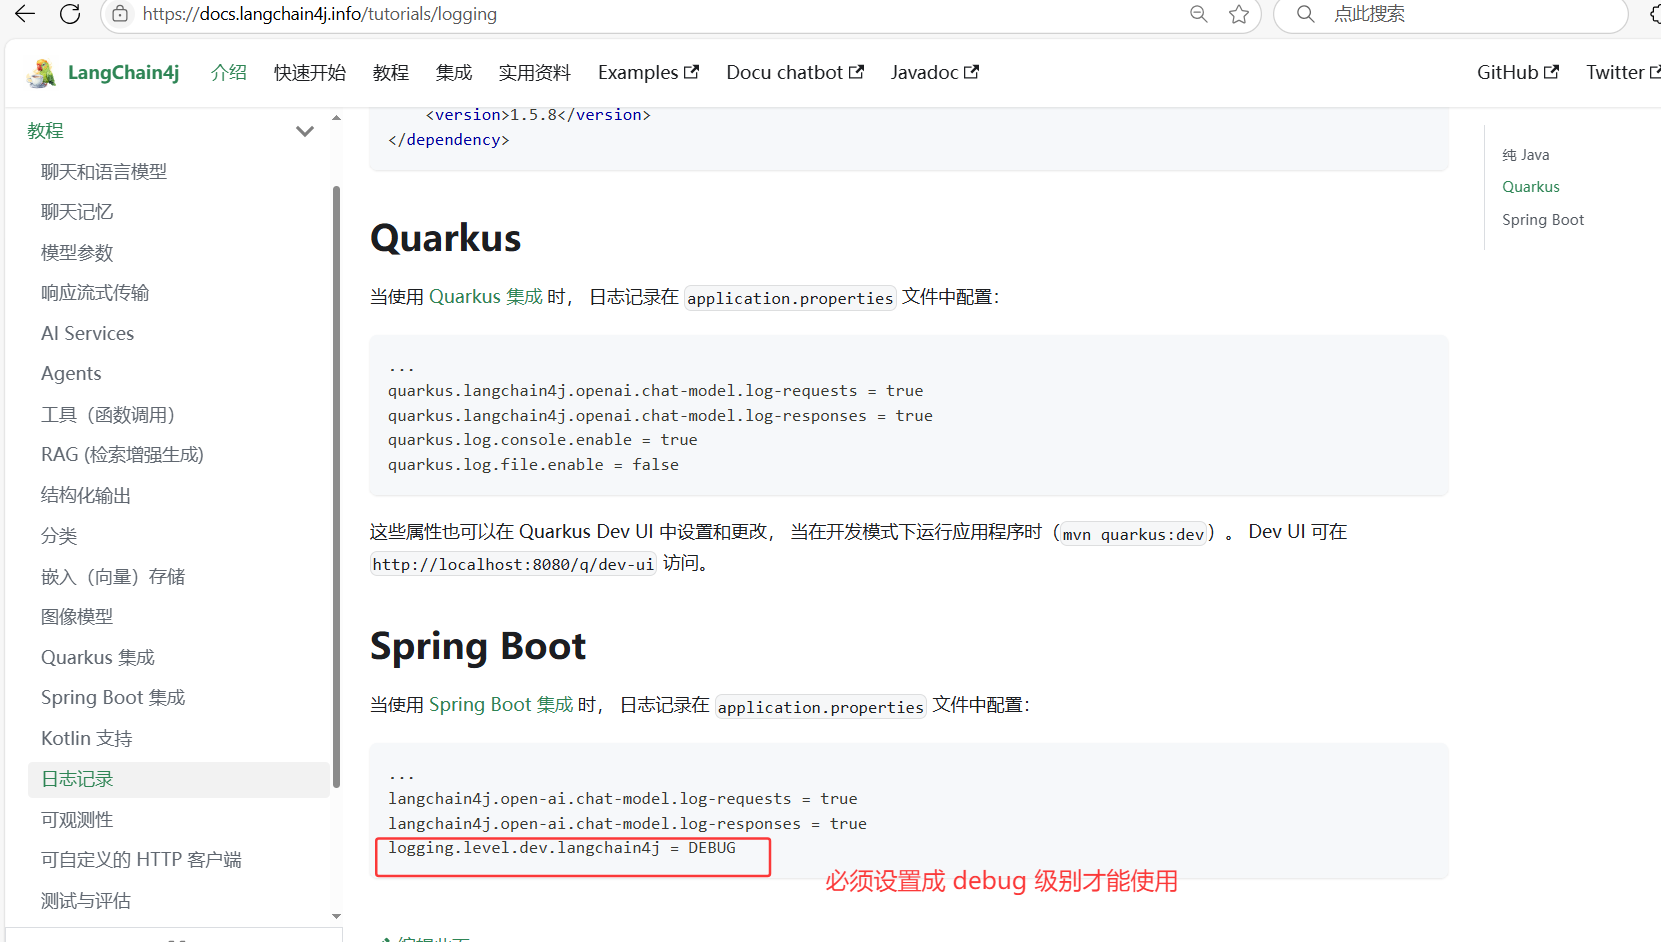 https://docs.langchain4j.info/tutorials/logging
点此搜索
LangChain4j 介绍 快速开始 教程 集成 实用资料 Examples Docu chatbot Javadoc GitHub Twitter
教程
聊天和语言模型
聊天记忆
模型参数
响应流式传输
AI Services
Agents
工具（函数调用）
RAG (检索增强生成)
结构化输出
分类
嵌入（向量）存储
图像模型
Quarkus 集成
Spring Boot 集成
Kotlin 支持
日志记录
可观测性
可自定义的 HTTP 客户端
测试与评估
<version>1.5.8</version>
</dependency>
Quarkus
当使用 Quarkus 集成 时， 日志记录在 application.properties 文件中配置：
...
quarkus.langchain4j.openai.chat-model.log-requests = true
quarkus.langchain4j.openai.chat-model.log-responses = true
quarkus.log.console.enable = true
quarkus.log.file.enable = false
这些属性也可以在 Quarkus Dev UI 中设置和更改， 当在开发模式下运行应用程序时（mvn quarkus:dev）。 Dev UI 可在
http://localhost:8080/q/dev-ui 访问。
Spring Boot
当使用 Spring Boot 集成 时， 日志记录在 application.properties 文件中配置：
...
langchain4j.open-ai.chat-model.log-requests = true
langchain4j.open-ai.chat-model.log-responses = true
logging.level.dev.langchain4j = DEBUG
必须设置成 debug 级别才能使用
纯 Java
Quarkus
Spring Boot